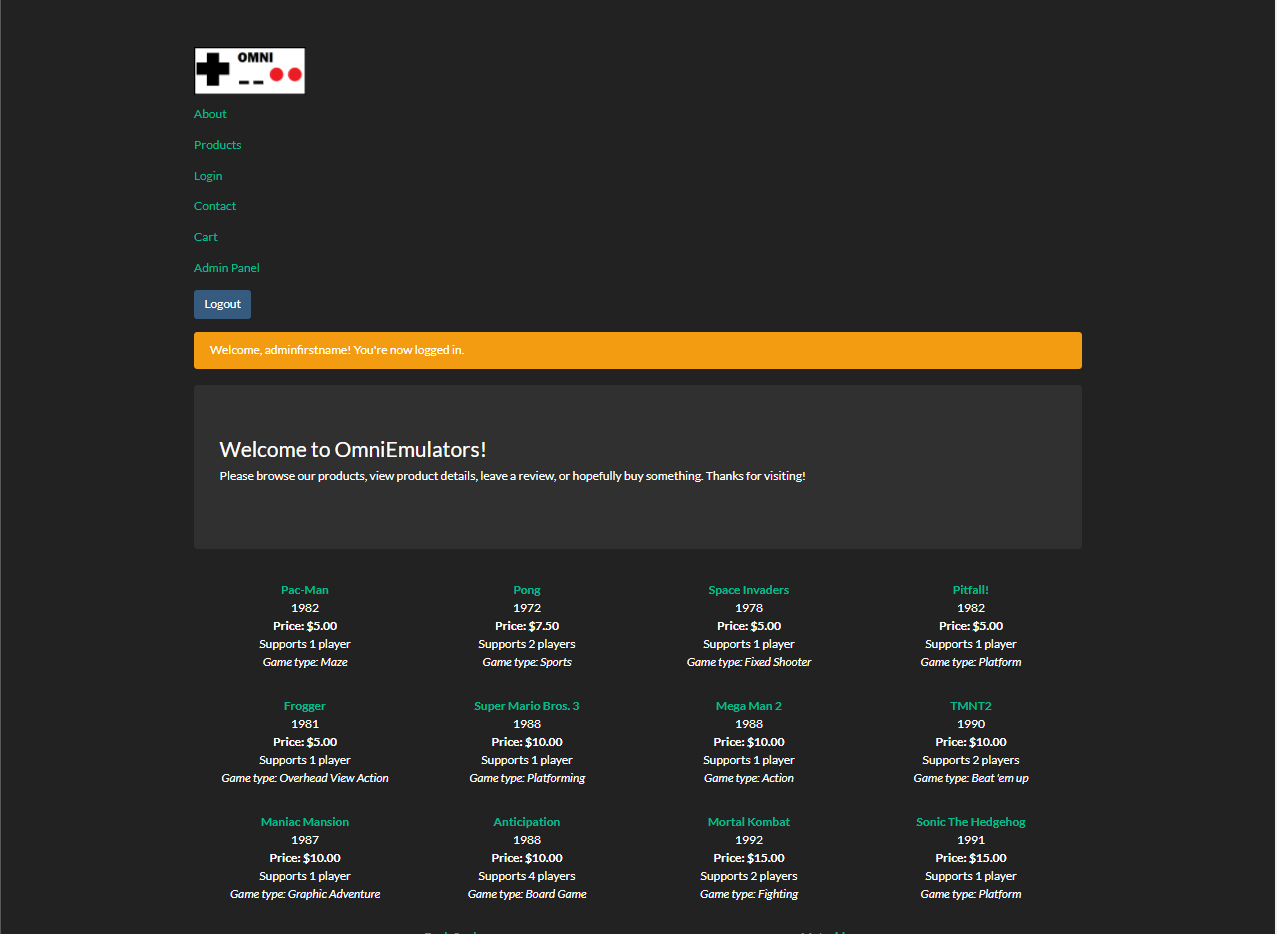 OMNI
About
Products
Login
Contact
Cart
Admin Panel
Logout
Welcome, adminfirstname! You're now logged in.
Welcome to OmniEmulators!
Please browse our products, view product details, leave a review, or hopefully buy something. Thanks for visiting!
Pac-Man
1982
Price: $5.00
Supports 1 player
Game type: Maze
Pong
1972
Price: $7.50
Supports 2 players
Game type: Sports
Space Invaders
1978
Price: $5.00
Supports 1 player
Game type: Fixed Shooter
Pitfall!
1982
Price: $5.00
Supports 1 player
Game type: Platform
Frogger
1981
Price: $5.00
Supports 1 player
Game type: Overhead View Action
Super Mario Bros. 3
1988
Price: $10.00
Supports 1 player
Game type: Platforming
Mega Man 2
1988
Price: $10.00
Supports 1 player
Game type: Action
TMNT2
1990
Price: $10.00
Supports 2 players
Game type: Beat 'em up
Maniac Mansion
1987
Price: $10.00
Supports 1 player
Game type: Graphic Adventure
Anticipation
1988
Price: $10.00
Supports 4 players
Game type: Board Game
Mortal Kombat
1992
Price: $15.00
Supports 2 players
Game type: Fighting
Sonic The Hedgehog
1991
Price: $15.00
Supports 1 player
Game type: Platform